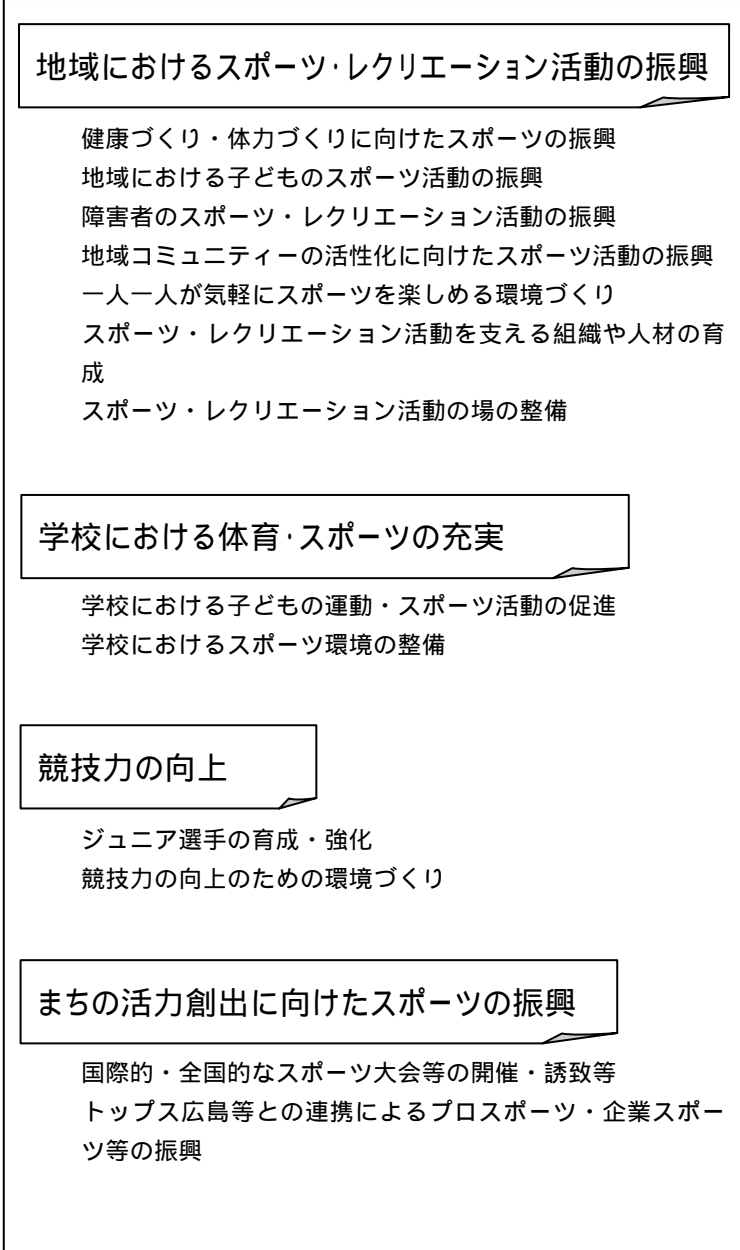 地域におけるスポーツ･レクリエーション活動の振興
健康づくり・体力づくりに向けたスポーツの振興
地域における子どものスポーツ活動の振興
障害者のスポーツ・レクリエーション活動の振興
地域コミュニティーの活性化に向けたスポーツ活動の振興
一人一人が気軽にスポーツを楽しめる環境づくり
スポーツ・レクリエーション活動を支える組織や人材の育
成
スポーツ・レクリエーション活動の場の整備
学校における体育･スポーツの充実
学校における子どもの運動・スポーツ活動の促進
学校におけるスポーツ環境の整備
競技力の向上
ジュニア選手の育成・強化
競技力の向上のための環境づくり
まちの活力創出に向けたスポーツの振興
国際的・全国的なスポーツ大会等の開催・誘致等
トップス広島等との連携によるプロスポーツ・企業スポー
ツ等の振興